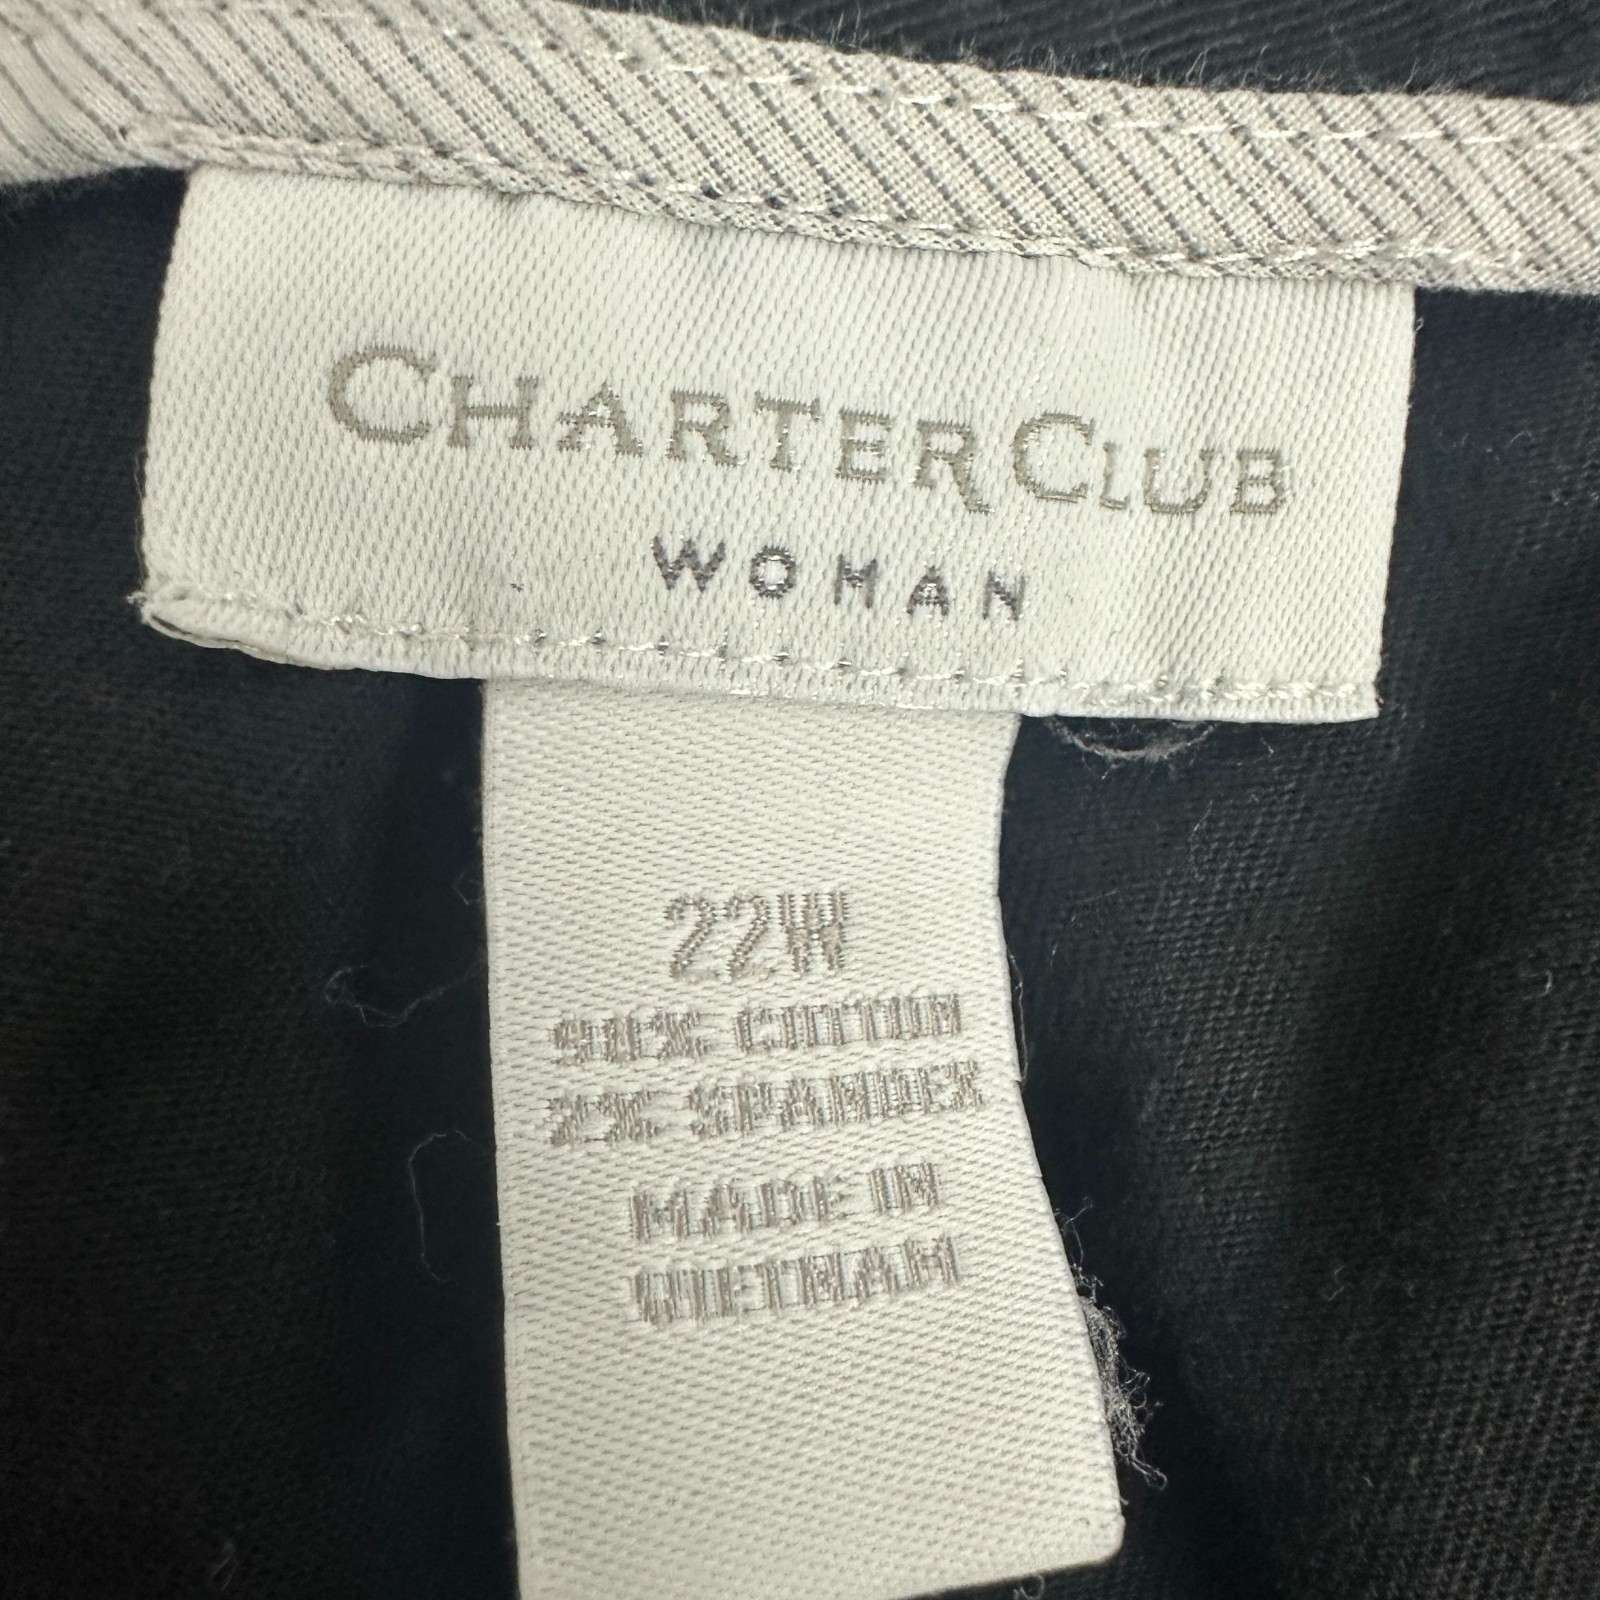 CHARTER CLUB
WOMAN
22W
98% COTTON
2% SPANDEX
MADE IN
VIETNAM